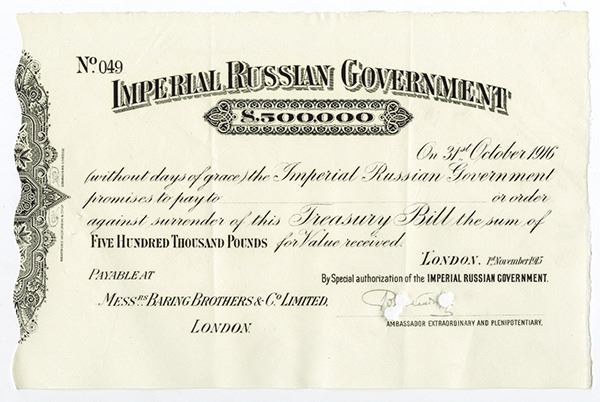 No. 049
IMPERIAL RUSSIAN GOVERNMENT
£.500.000
On 31st October 1916
(without days of grace) the Imperial Russian Government
promises to pay to or order
against surrender of this Treasury Bill the sum of
FIVE HUNDRED THOUSAND POUNDS for Value received.
LONDON, 1st November 1915
PAYABLE AT
By Special authorization of the IMPERIAL RUSSIAN GOVERNMENT.
MESSRS BARING BROTHERS & CO LIMITED,
LONDON.
AMBASSADOR EXTRAORDINARY AND PLENIPOTENTIARY.